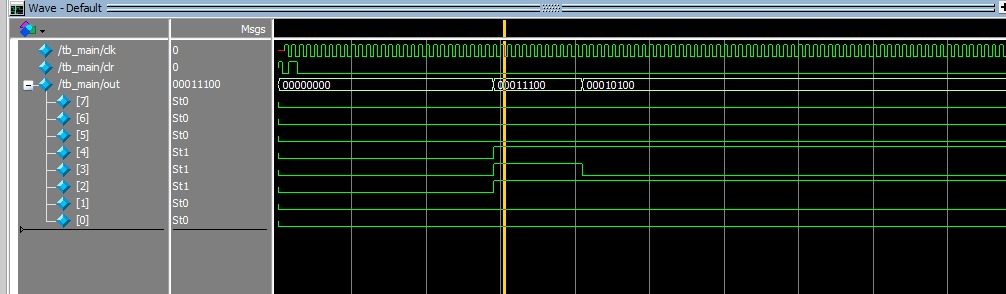 Wave - Default
Msgs
/tb_main/clk 0
/tb_main/clr 0
/tb_main/out 00011100 00000000 00011100 00010100
[7] St0
[6] St0
[5] St0
[4] St1
[3] St1
[2] St1
[1] St0
[0] St0